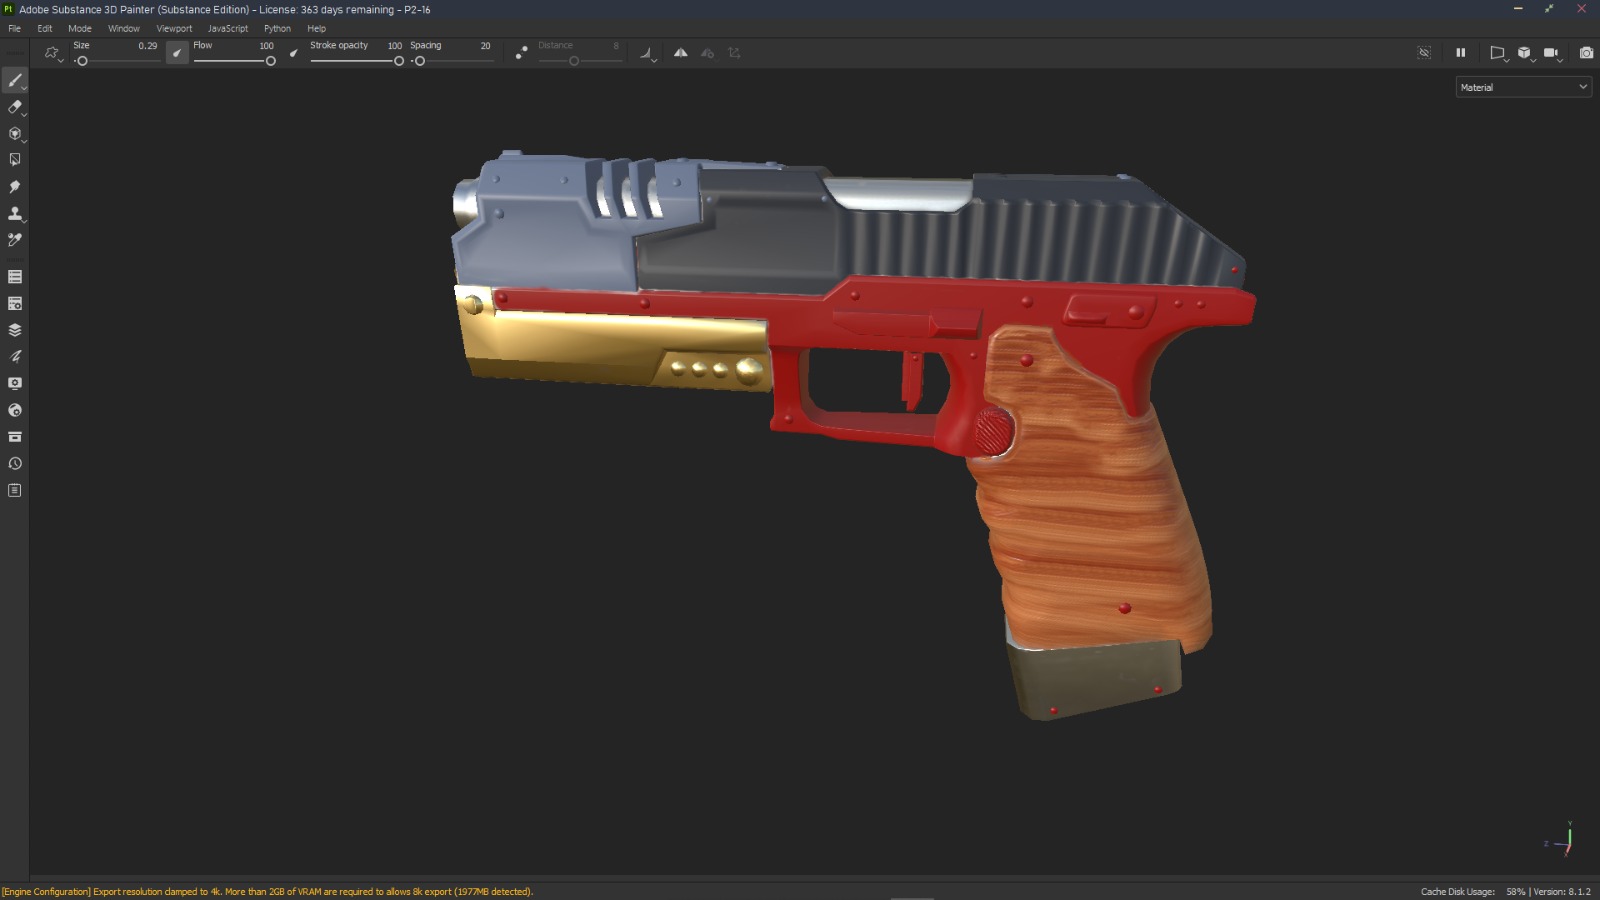 Pt Adobe Substance 3D Painter (Substance Edition) - License: 363 days remaining - P2-16
File Edit Mode Window Viewport JavaScript Python Help
Size 0.29 Flow 100 Stroke opacity 100 Spacing 20 Distance 8
Material
Y
Z
X
[Engine Configuration] Export resolution clamped to 4k. More than 2GB of VRAM are required to allows 8k export (1977MB detected).
Cache Disk Usage: 58% | Version: 8.1.2